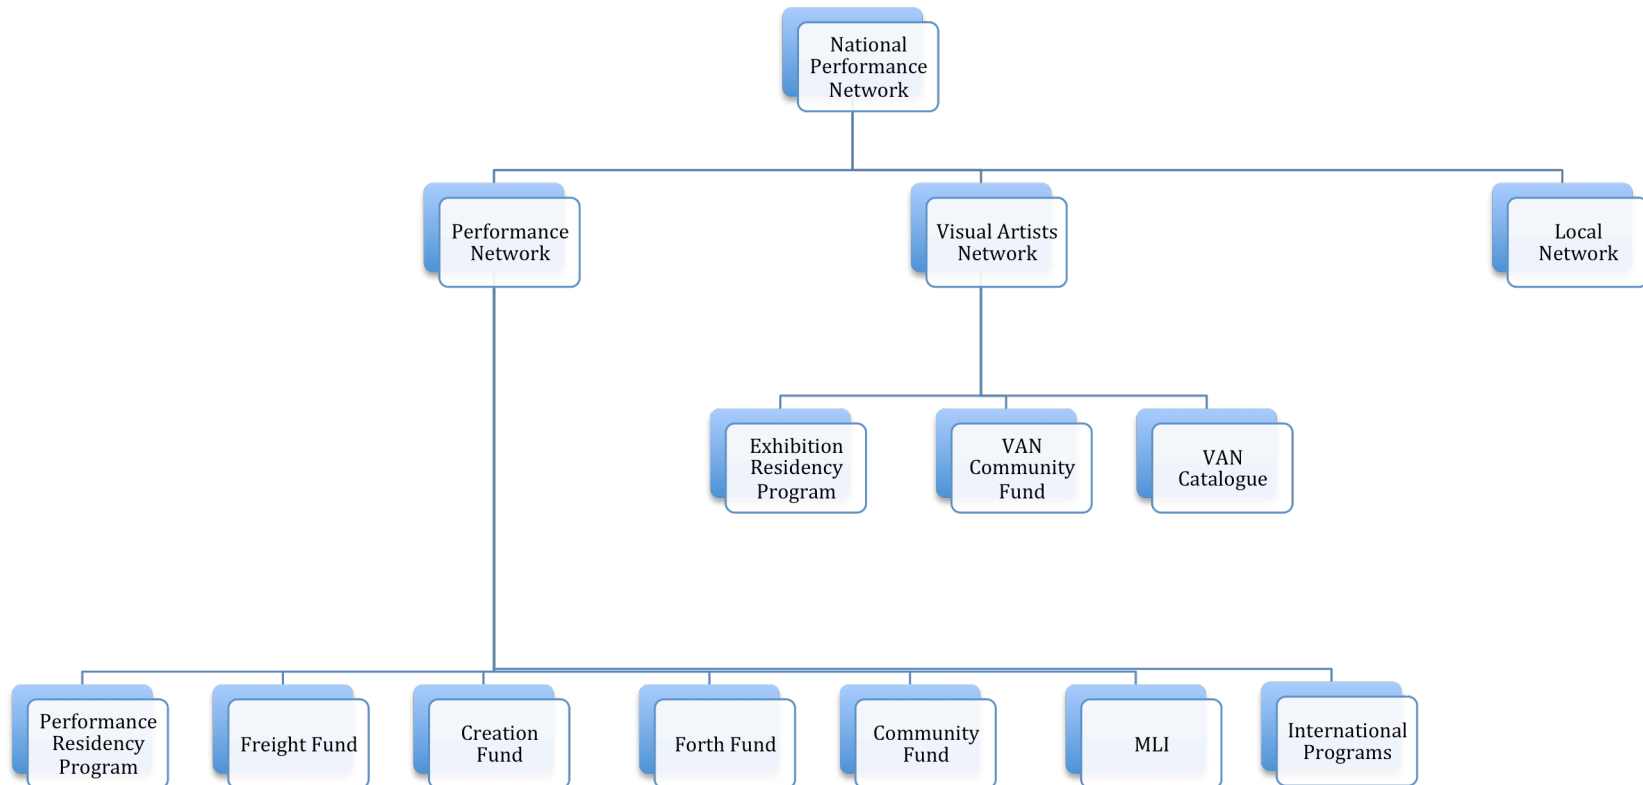 National
Performance
Network
Performance
Network
Visual Artists
Network
Local
Network
Exhibition
Residency
Program
VAN
Community
Fund
VAN
Catalogue
Performance
Residency
Program
Freight Fund
Creation
Fund
Forth Fund
Community
Fund
MLI
International
Programs